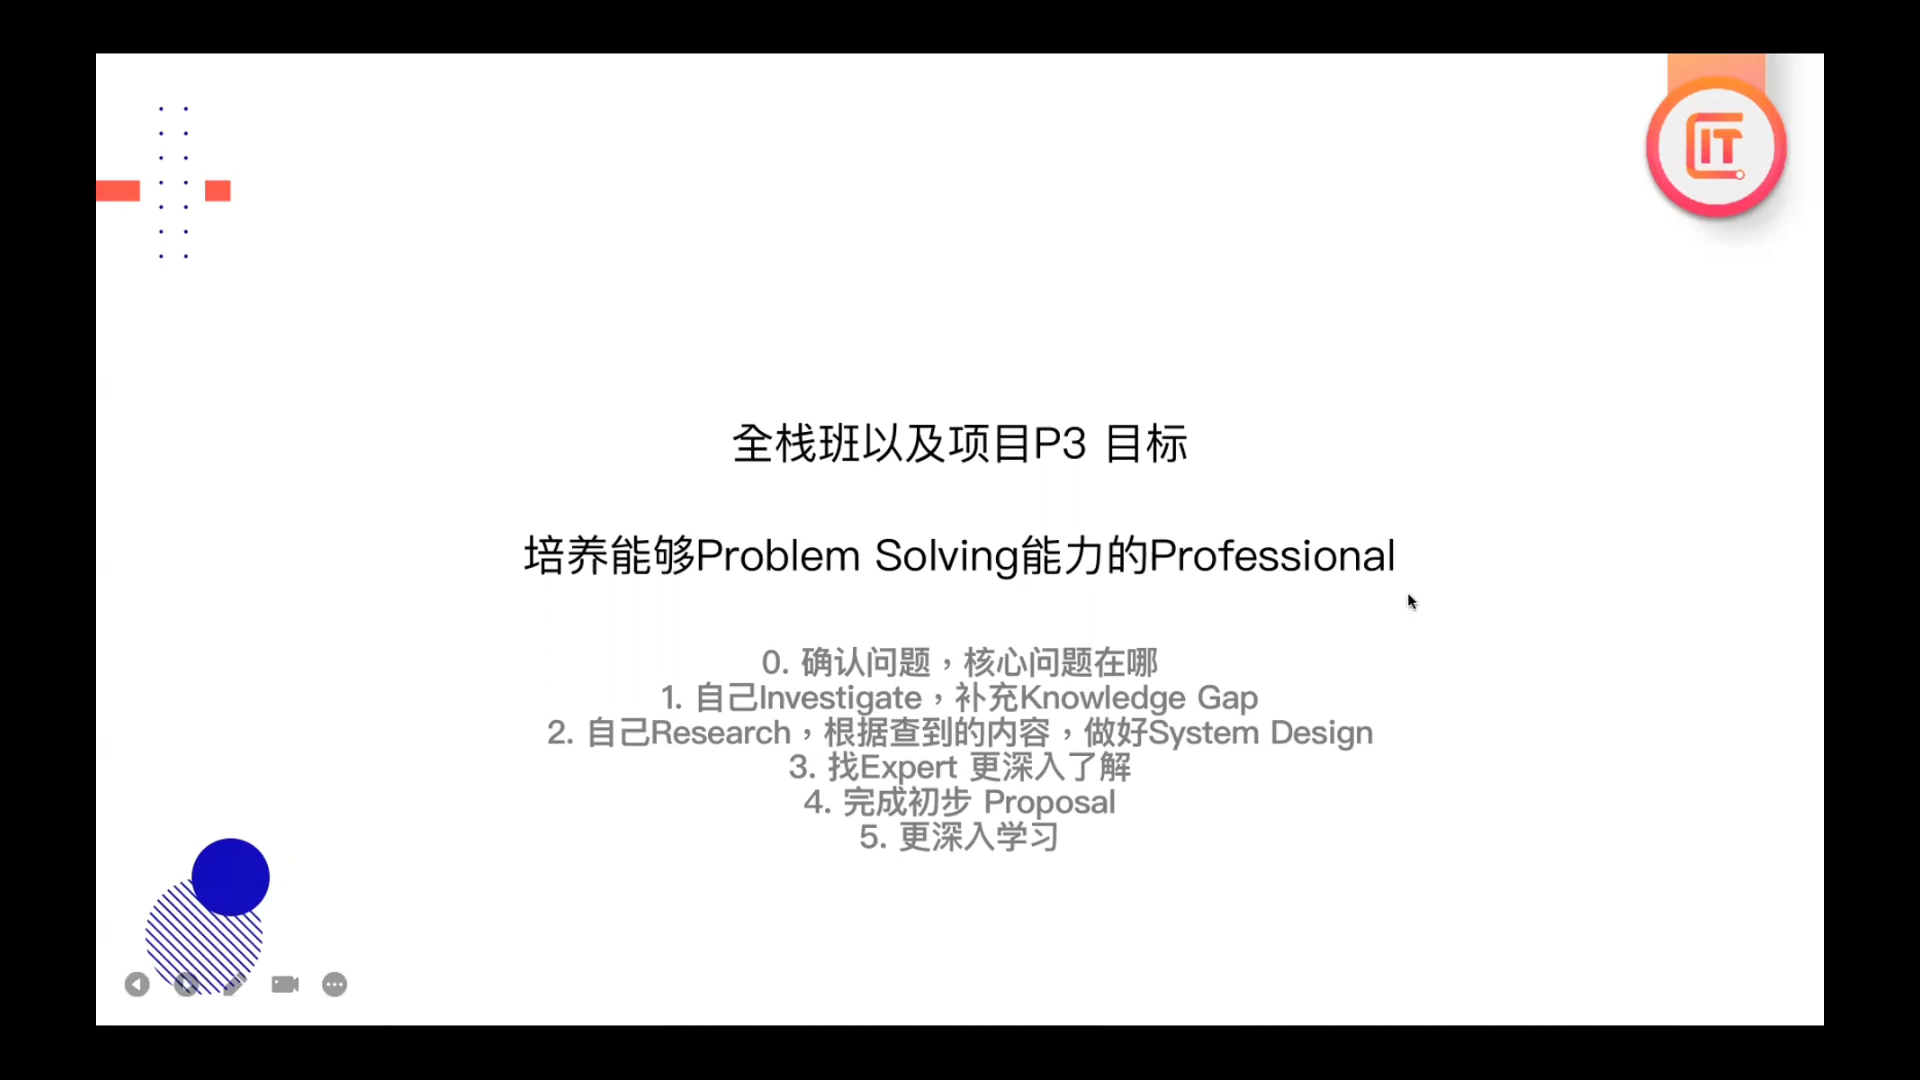 IT
全栈班以及项目P3 目标
培养能够Problem Solving能力的Professional
0. 确认问题，核心问题在哪
1. 自己Investigate，补充Knowledge Gap
2. 自己Research，根据查到的内容，做好System Design
3. 找Expert 更深入了解
4. 完成初步 Proposal
5. 更深入学习